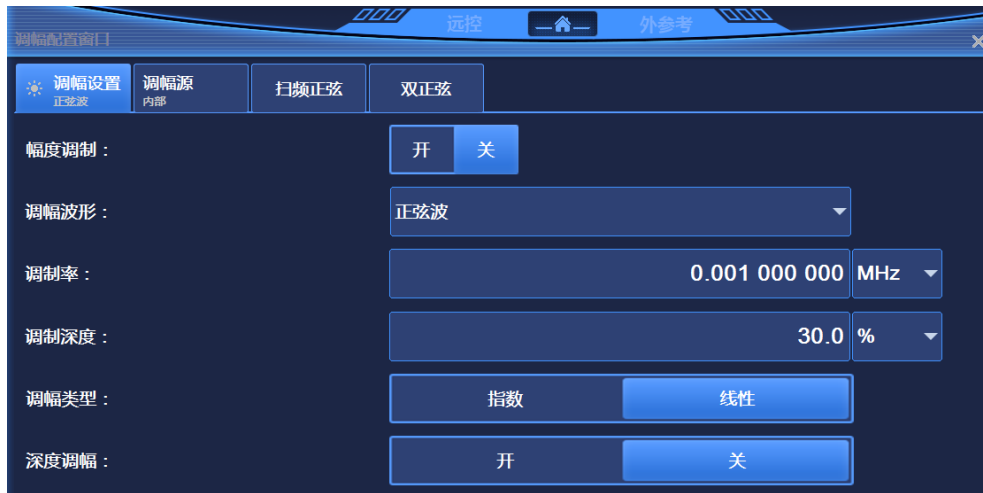 远控 外参考
调幅配置窗口
调幅设置 调幅源 扫频正弦 双正弦
正弦波 内部
幅度调制： 开 关
调幅波形： 正弦波
调制率： 0.001 000 000 MHz
调制深度： 30.0 %
调幅类型： 指数 线性
深度调幅： 开 关